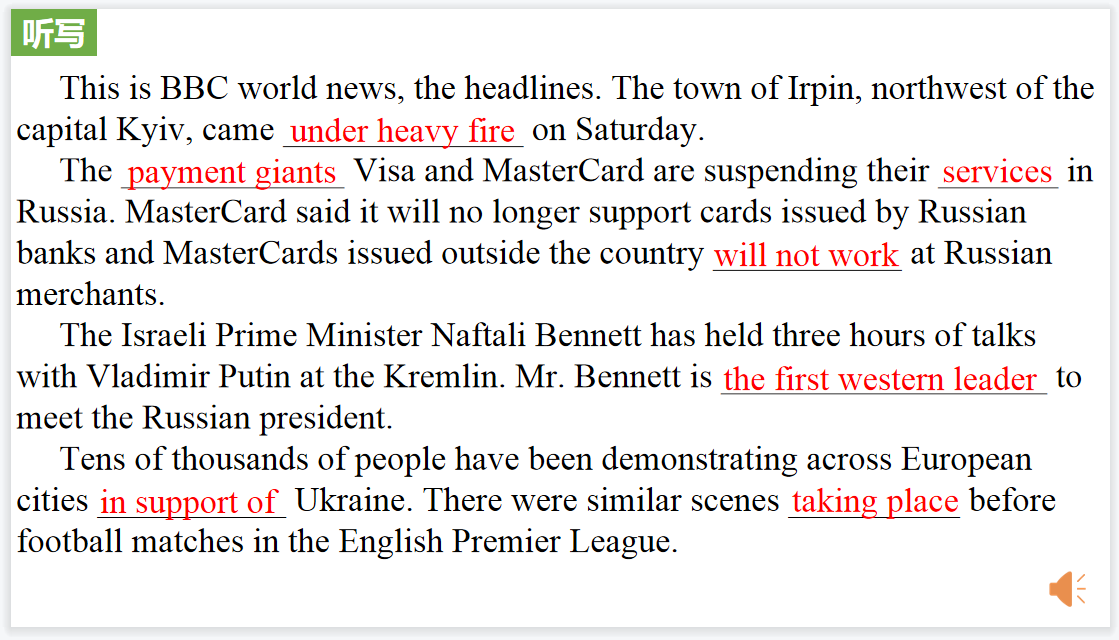 听写
This is BBC world news, the headlines. The town of Irpin, northwest of the
capital Kyiv, came under heavy fire on Saturday.
The payment giants Visa and MasterCard are suspending their services in
Russia. MasterCard said it will no longer support cards issued by Russian
banks and MasterCards issued outside the country will not work at Russian
merchants.
The Israeli Prime Minister Naftali Bennett has held three hours of talks
with Vladimir Putin at the Kremlin. Mr. Bennett is the first western leader to
meet the Russian president.
Tens of thousands of people have been demonstrating across European
cities in support of Ukraine. There were similar scenes taking place before
football matches in the English Premier League.